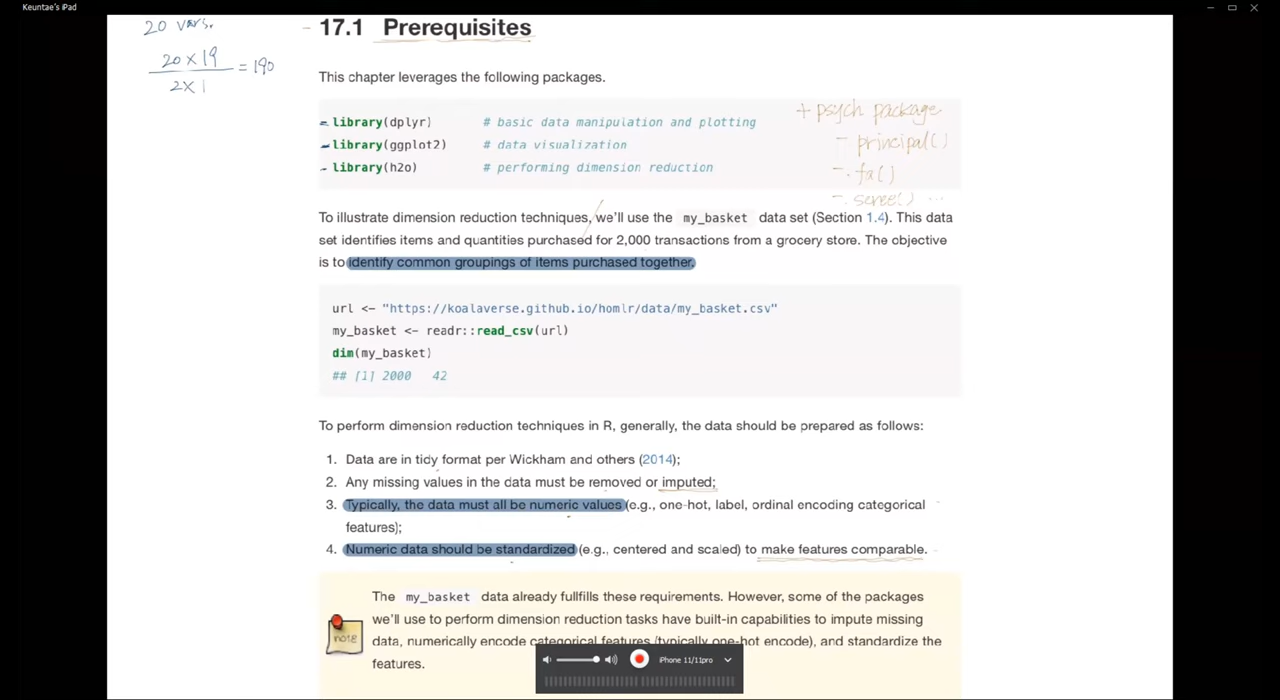 Keuntae's iPad
20 vars.
20 × 19
2 × 1
= 190
17.1 Prerequisites
This chapter leverages the following packages.
+ psych package
library(dplyr) # basic data manipulation and plotting
- principal()
library(ggplot2) # data visualization
library(h2o) # performing dimension reduction
- fa()
- scree() ...
To illustrate dimension reduction techniques, we'll use the my_basket data set (Section 1.4). This data
set identifies items and quantities purchased for 2,000 transactions from a grocery store. The objective
is to identify common groupings of items purchased together.
url <- "https://koalaverse.github.io/homlr/data/my_basket.csv"
my_basket <- readr::read_csv(url)
dim(my_basket)
## [1] 2000 42
To perform dimension reduction techniques in R, generally, the data should be prepared as follows:
1. Data are in tidy format per Wickham and others (2014);
2. Any missing values in the data must be removed or imputed;
3. Typically, the data must all be numeric values (e.g., one-hot, label, ordinal encoding categorical
features);
4. Numeric data should be standardized (e.g., centered and scaled) to make features comparable.
The my_basket data already fullfills these requirements. However, some of the packages
we'll use to perform dimension reduction tasks have built-in capabilities to impute missing
note
data, numerically encode categorical features (typically one-hot encode), and standardize the
features.
iPhone 11/11pro